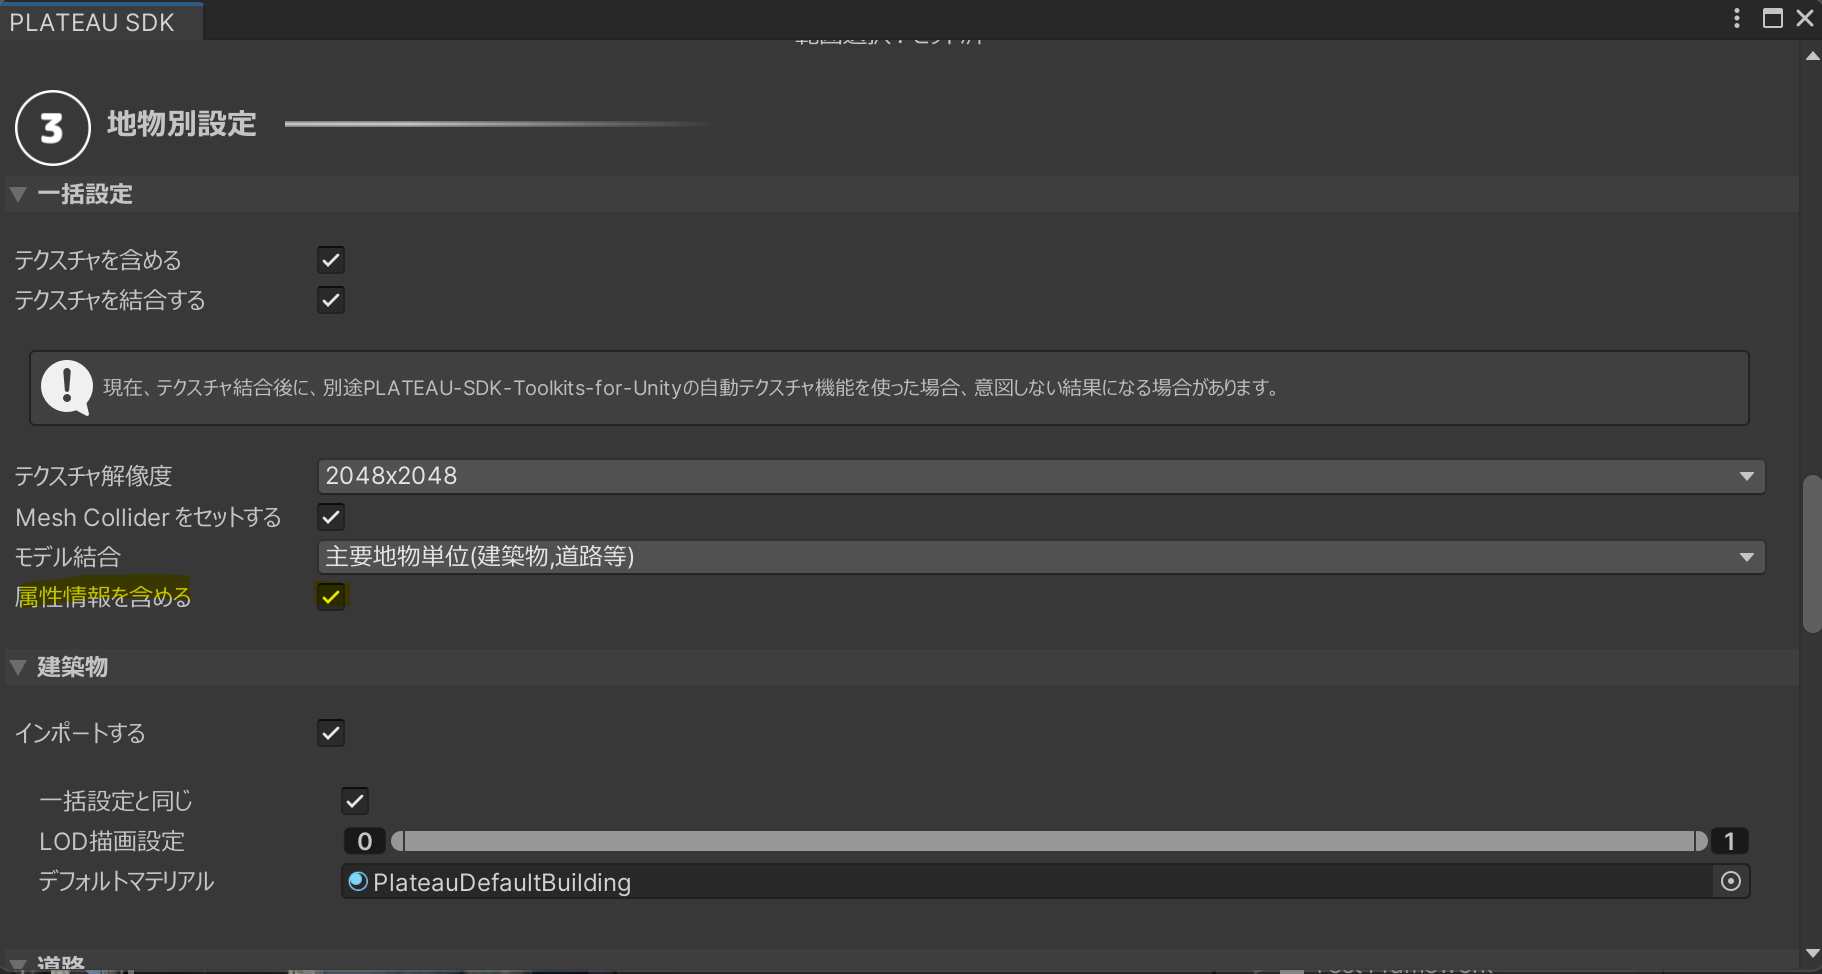 PLATEAU SDK
範囲選択 : セット済
3 地物別設定
一括設定
テクスチャを含める
テクスチャを結合する
現在、テクスチャ結合後に、別途PLATEAU-SDK-Toolkits-for-Unityの自動テクスチャ機能を使った場合、意図しない結果になる場合があります。
テクスチャ解像度 2048x2048
Mesh Collider をセットする
モデル結合 主要地物単位(建築物,道路等)
属性情報を含める
建築物
インポートする
一括設定と同じ
LOD描画設定 0 1
デフォルトマテリアル PlateauDefaultBuilding
道路